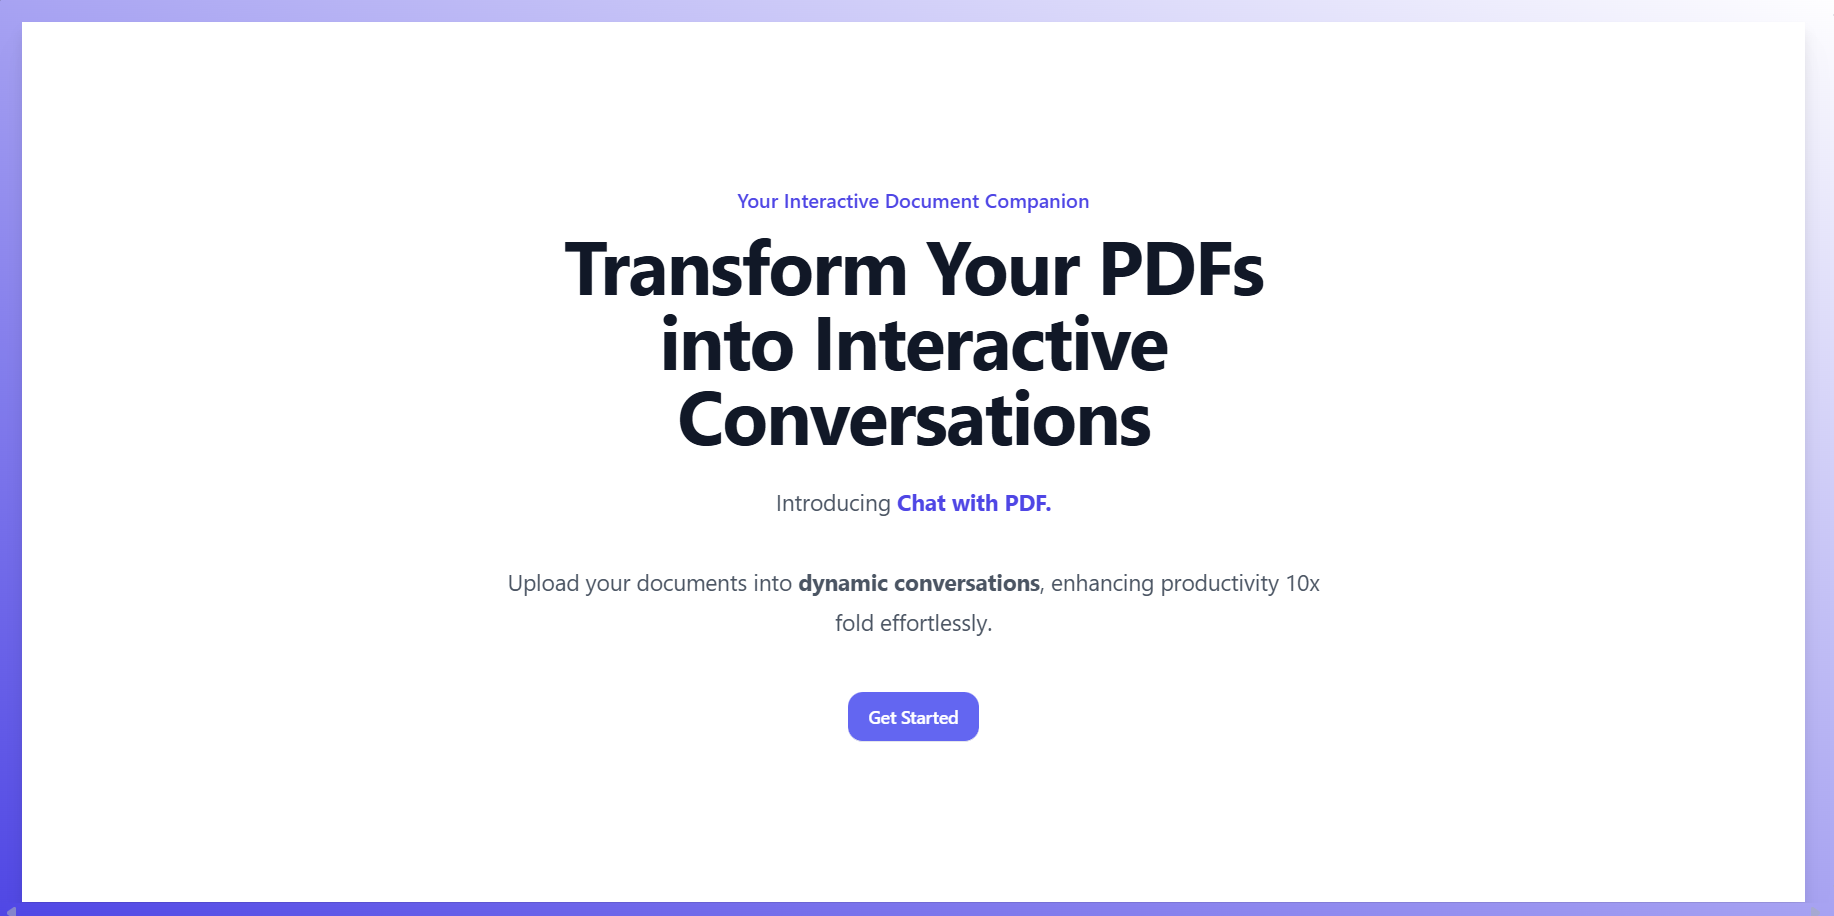 Your Interactive Document Companion
Transform Your PDFs
into Interactive
Conversations
Introducing Chat with PDF.
Upload your documents into dynamic conversations, enhancing productivity 10x
fold effortlessly.
Get Started